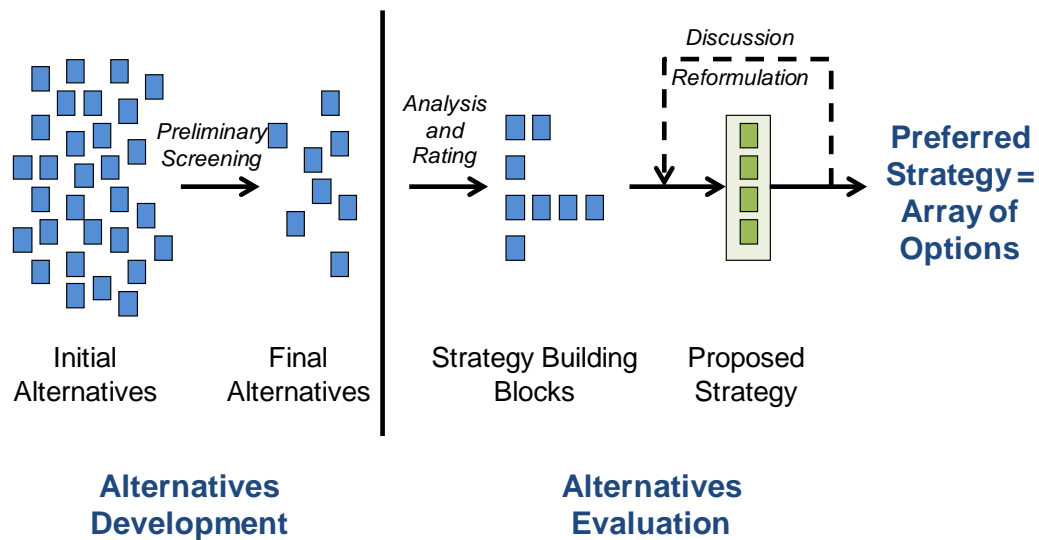 Discussion
Reformulation
Analysis
and
Rating
Preliminary
Screening
Preferred
Strategy =
Array of
Options
Initial
Alternatives
Final
Alternatives
Strategy Building
Blocks
Proposed
Strategy
Alternatives
Development
Alternatives
Evaluation